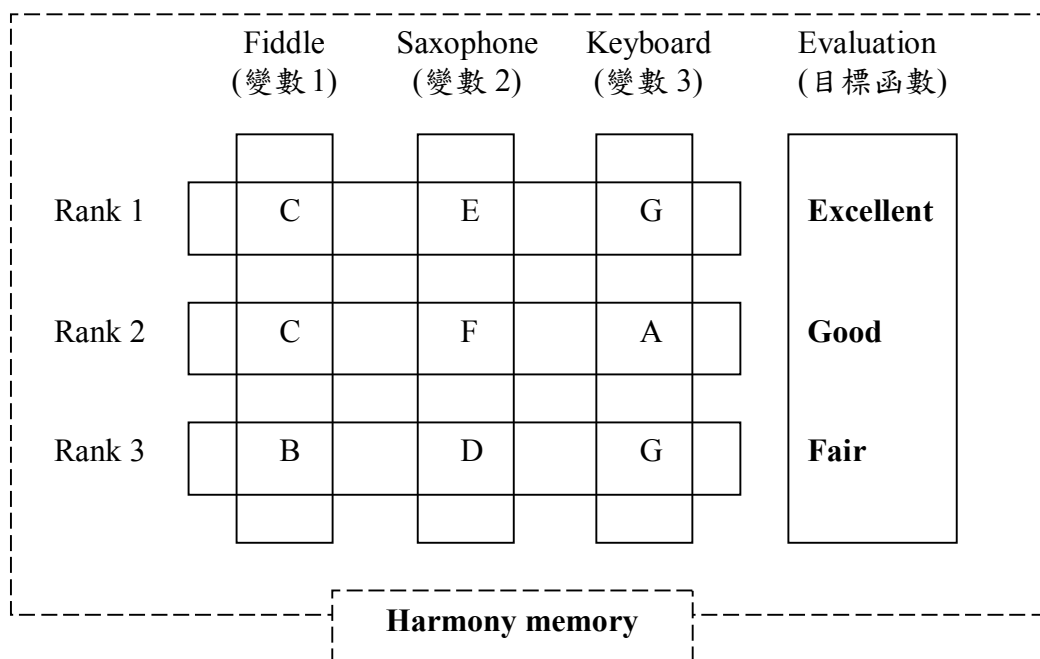 Fiddle Saxophone Keyboard Evaluation
(變數 1) (變數 2) (變數 3) (目標函數)
Rank 1 C E G Excellent
Rank 2 C F A Good
Rank 3 B D G Fair
Harmony memory